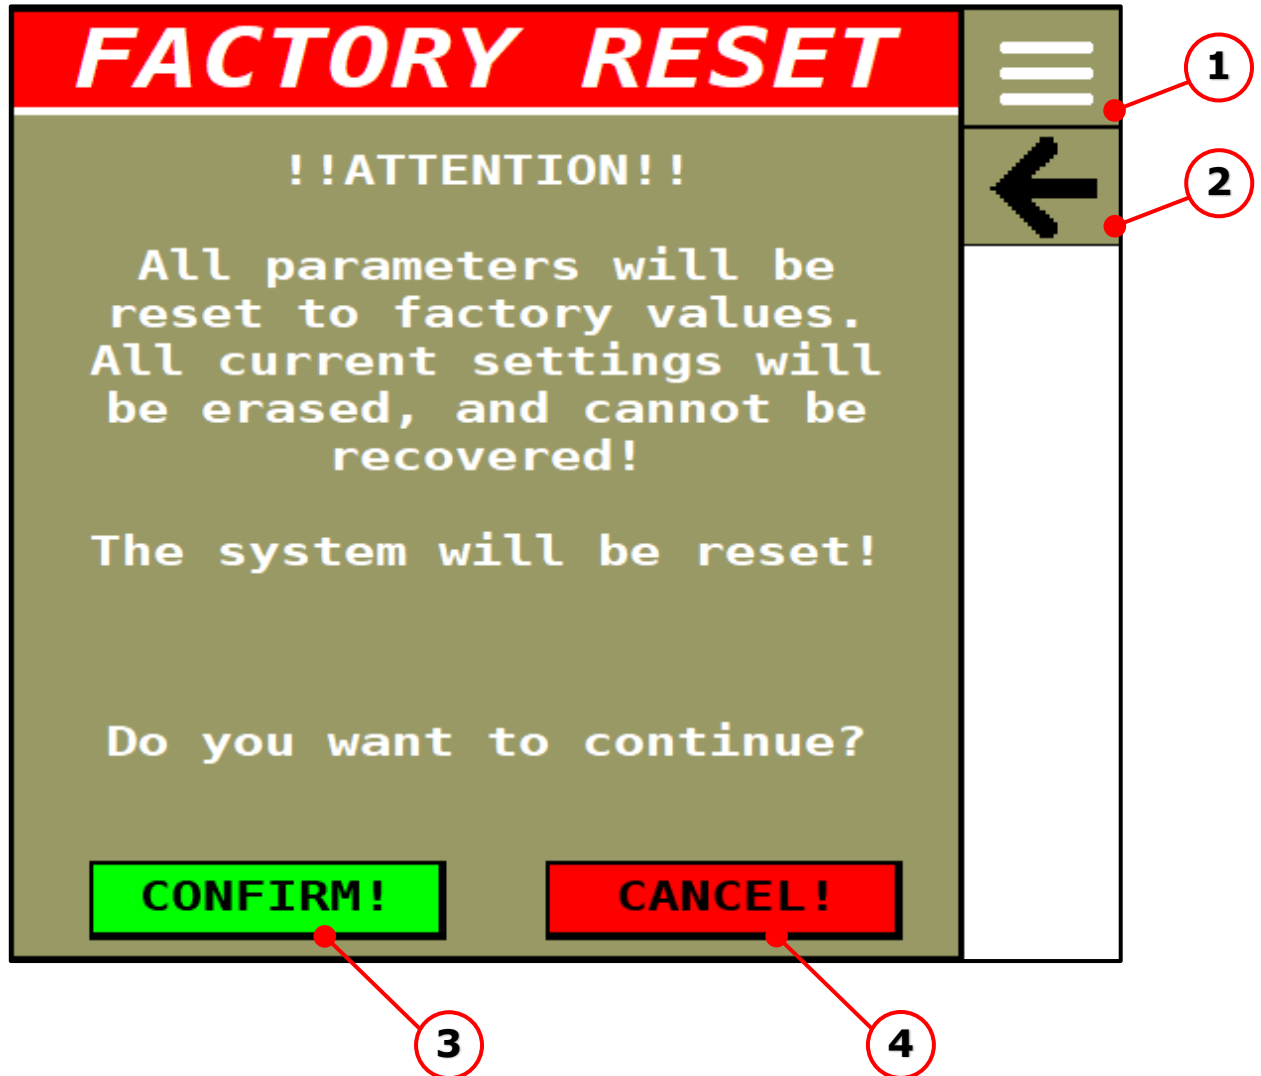 FACTORY RESET
1
2
!!ATTENTION!!
All parameters will be
reset to factory values.
All current settings will
be erased, and cannot be
recovered!
The system will be reset!
Do you want to continue?
CONFIRM!
CANCEL!
3
4